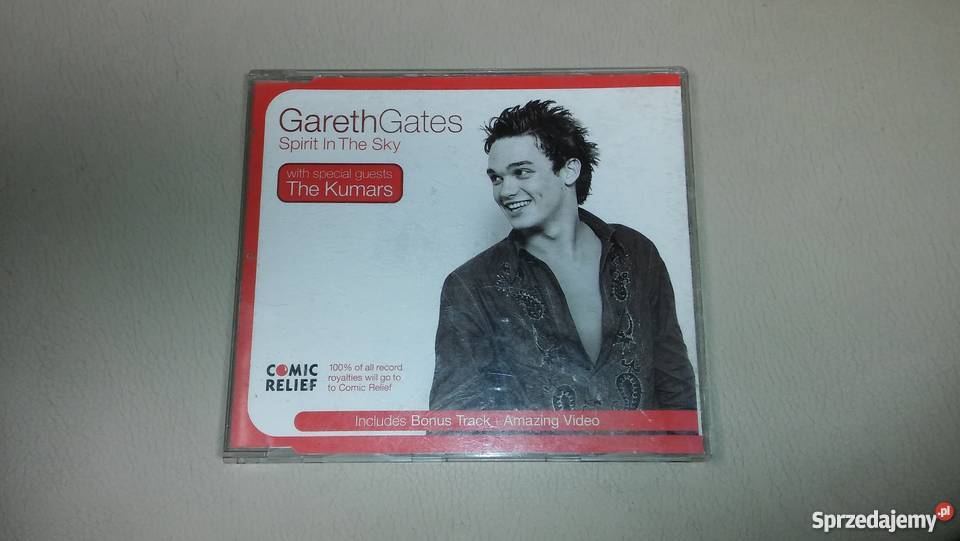 GarethGates
Spirit In The Sky
with special guests
The Kumars
COMIC
RELIEF
100% of all record
royalties will go to
to Comic Relief
Includes Bonus Track + Amazing Video
Sprzedajemy.pl